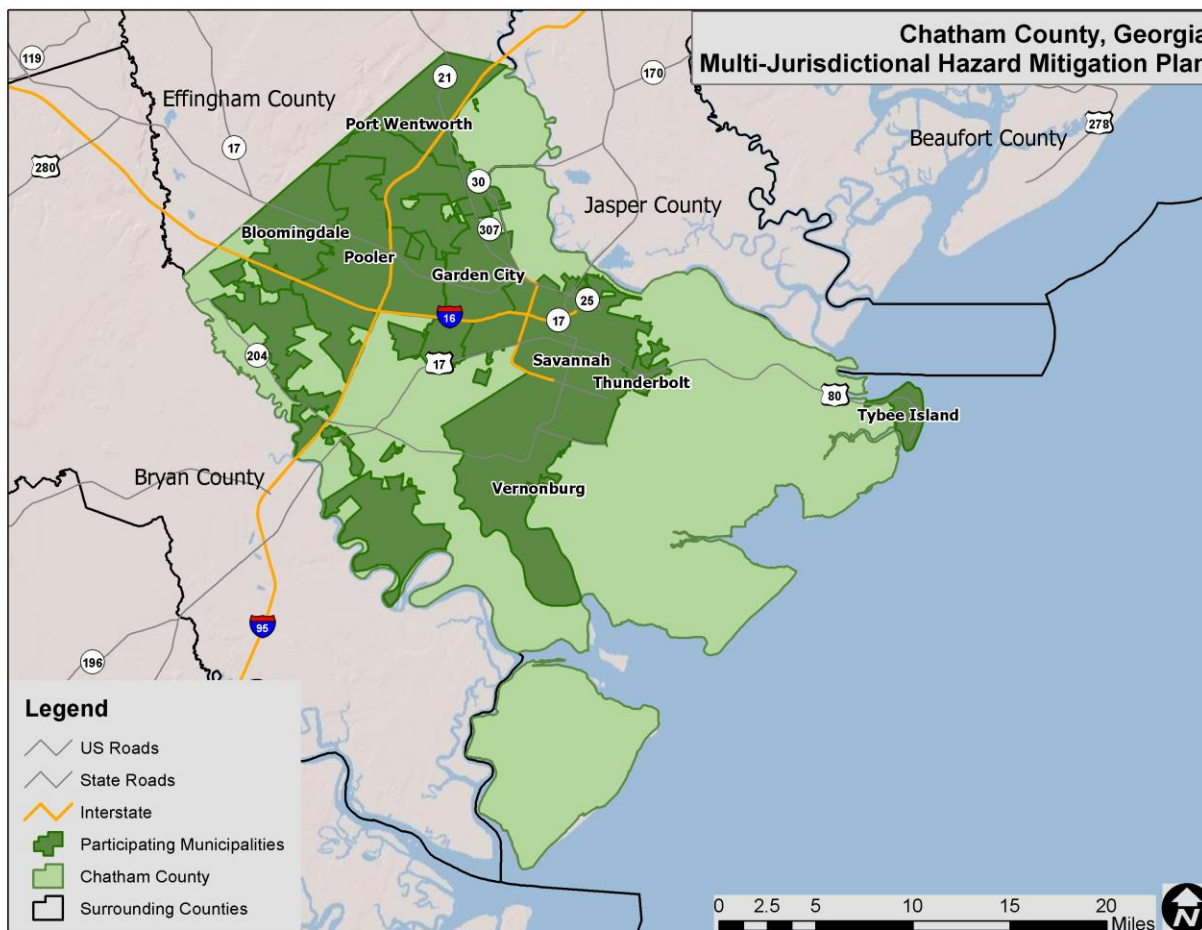 Chatham County, Georgia
Multi-Jurisdictional Hazard Mitigation Plan
119
21
170
Effingham County
278
Port Wentworth
Beaufort County
17
280
30
Jasper County
307
Bloomingdale
Pooler
Garden City
25
16
17
204
17
Savannah
Thunderbolt
80
Tybee Island
Bryan County
Vernonburg
95
196
Legend
US Roads
State Roads
Interstate
Participating Municipalities
Chatham County
Surrounding Counties
0 2.5 5 10 15 20
Miles
N